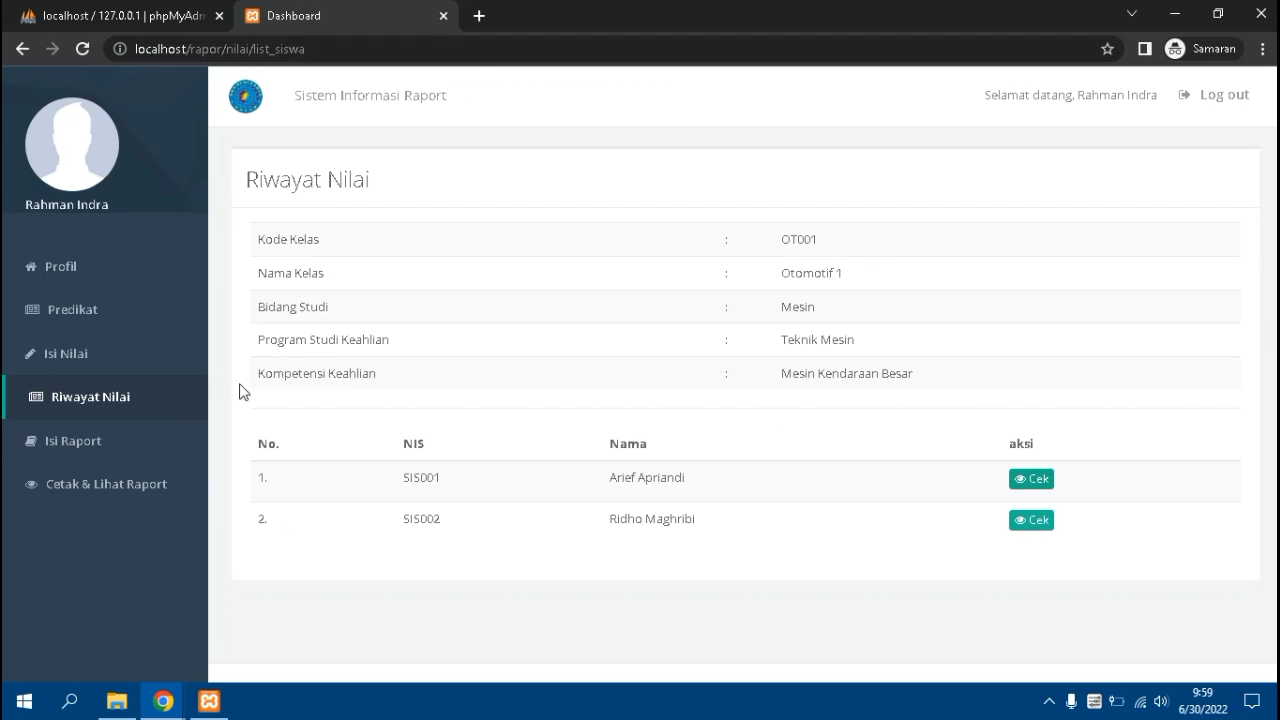 localhost / 127.0.0.1 | phpMyAdm
Dashboard
localhost/rapor/nilai/list_siswa
Samaran
Sistem Informasi Raport
Selamat datang, Rahman Indra
Log out
Rahman Indra
Profil
Predikat
Isi Nilai
Riwayat Nilai
Isi Raport
Cetak & Lihat Raport
Riwayat Nilai
Kode Kelas : OT001
Nama Kelas : Otomotif 1
Bidang Studi : Mesin
Program Studi Keahlian : Teknik Mesin
Kompetensi Keahlian : Mesin Kendaraan Besar
No. NIS Nama aksi
1. SIS001 Arief Apriandi Cek
2. SIS002 Ridho Maghribi Cek
9:59
6/30/2022